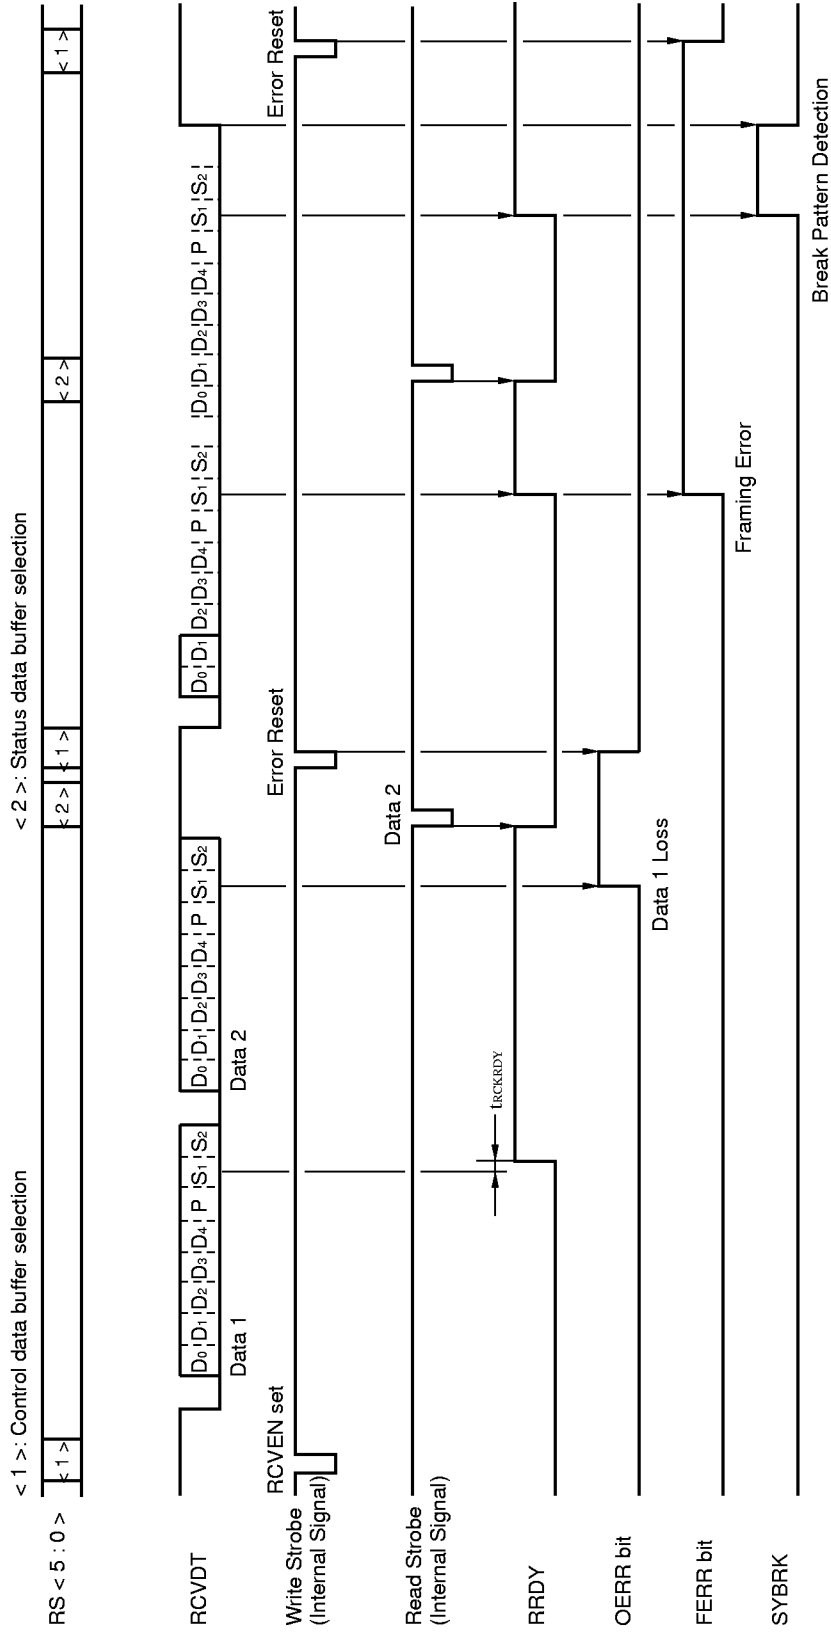 < 1 >: Control data buffer selection
< 2 >: Status data buffer selection
RS < 5 : 0 >
< 1 >
< 2 >
< 1 >
< 2 >
< 1 >
RCVDT
D0 D1 D2 D3 D4 P S1 S2
D0 D1 D2 D3 D4 P S1 S2
D0 D1 D2 D3 D4 P S1 S2
D0 D1 D2 D3 D4 P S1 S2
Data 1
Data 2
RCVEN set
Error Reset
Error Reset
Write Strobe
(Internal Signal)
Data 2
Read Strobe
(Internal Signal)
tRCKRDY
RRDY
OERR bit
Data 1 Loss
FERR bit
Framing Error
SYBRK
Break Pattern Detection